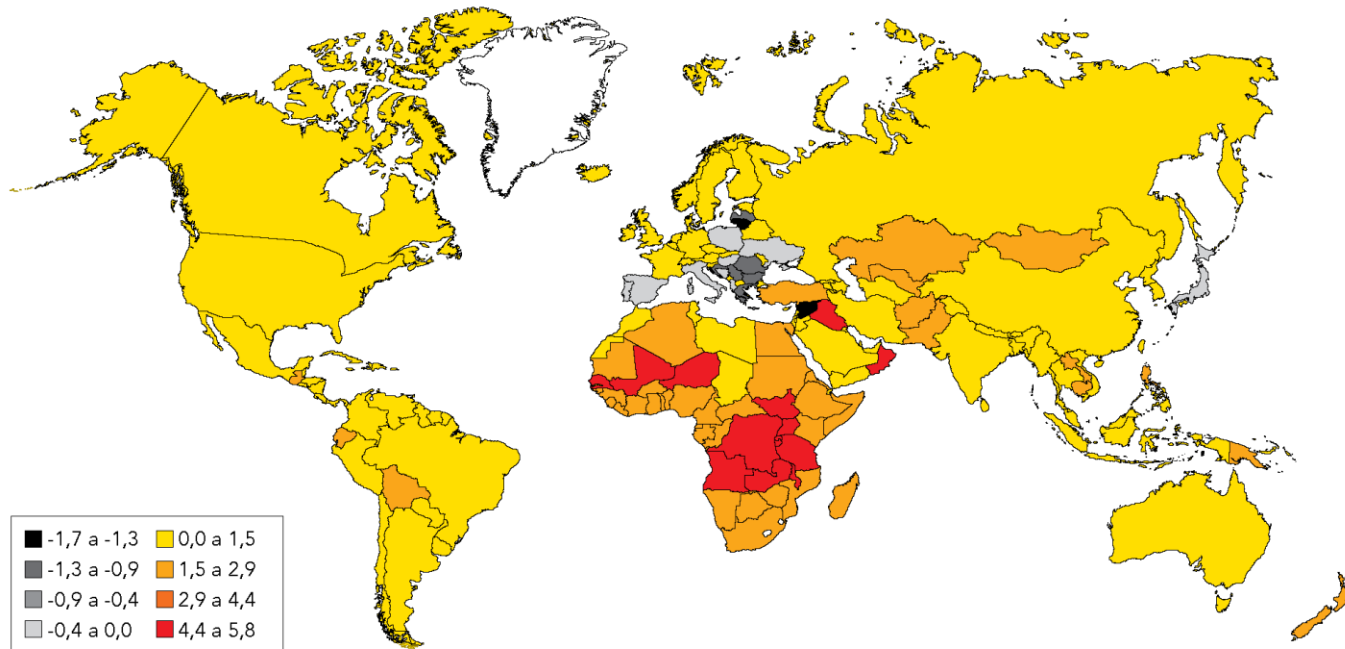 -1,7 a -1,3
-1,3 a -0,9
-0,9 a -0,4
-0,4 a 0,0
0,0 a 1,5
1,5 a 2,9
2,9 a 4,4
4,4 a 5,8